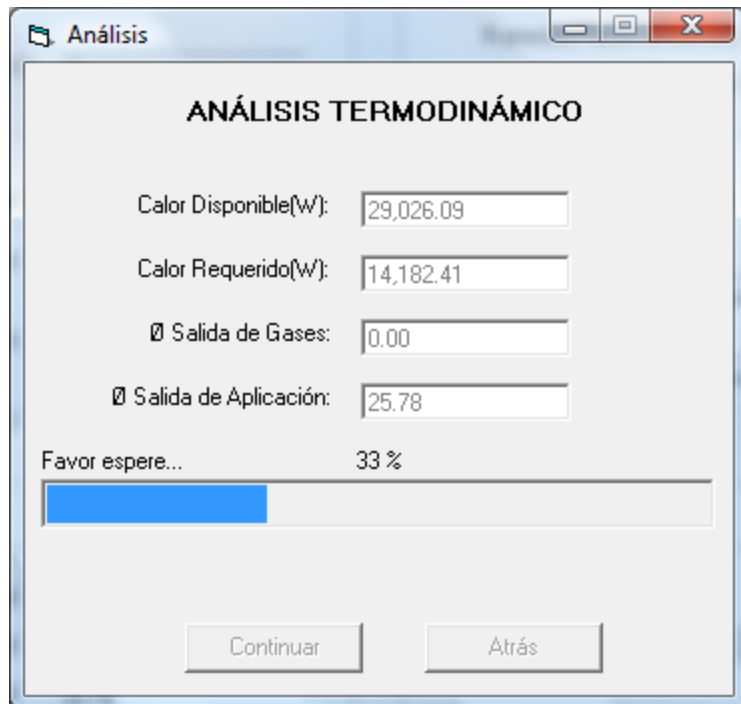 Análisis
ANÁLISIS TERMODINÁMICO
Calor Disponible(W): 29,026.09
Calor Requerido(W): 14,182.41
Ø Salida de Gases: 0.00
Ø Salida de Aplicación: 25.78
Favor espere... 33 %
Continuar Atrás